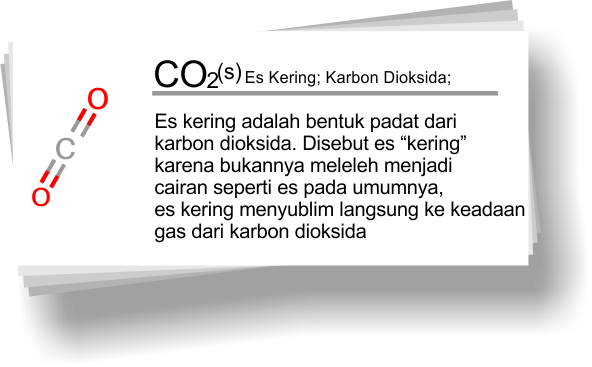 CO2(s) Es Kering; Karbon Dioksida;
O
C
O
Es kering adalah bentuk padat dari
karbon dioksida. Disebut es “kering”
karena bukannya meleleh menjadi
cairan seperti es pada umumnya,
es kering menyublim langsung ke keadaan
gas dari karbon dioksida